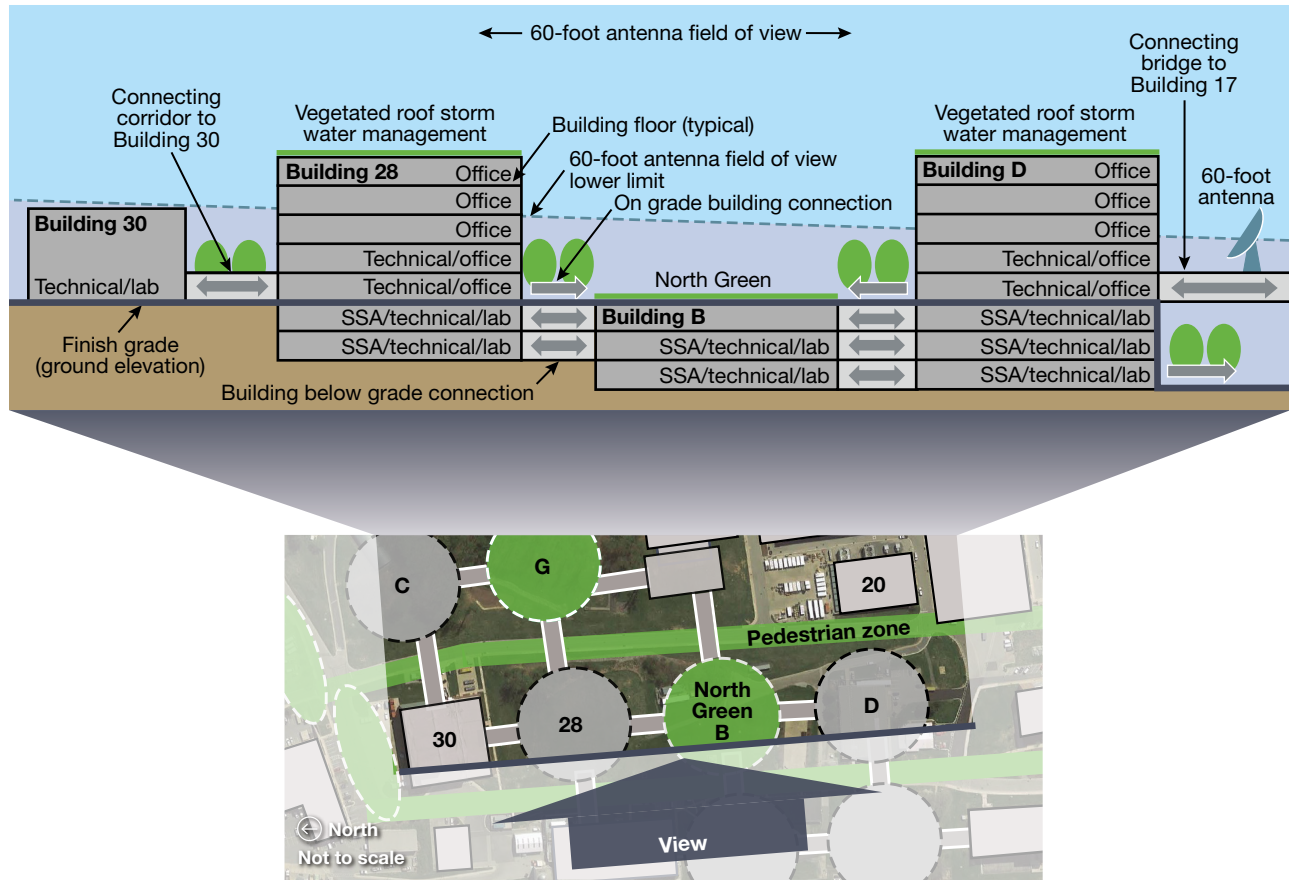 60-foot antenna field of view
Connecting
bridge to
Building 17
Connecting
corridor to
Building 30
Vegetated roof storm
water management
Building floor (typical)
60-foot antenna field of view
lower limit
On grade building connection
Vegetated roof storm
water management
60-foot
antenna
Building 30
Technical/lab
Building 28
Office
Office
Office
Technical/office
Technical/office
SSA/technical/lab
SSA/technical/lab
North Green
Building B
SSA/technical/lab
SSA/technical/lab
Building D
Office
Office
Office
Technical/office
Technical/office
SSA/technical/lab
SSA/technical/lab
SSA/technical/lab
Finish grade
(ground elevation)
Building below grade connection
C
G
20
Pedestrian zone
30
28
North
Green
B
D
North
Not to scale
View